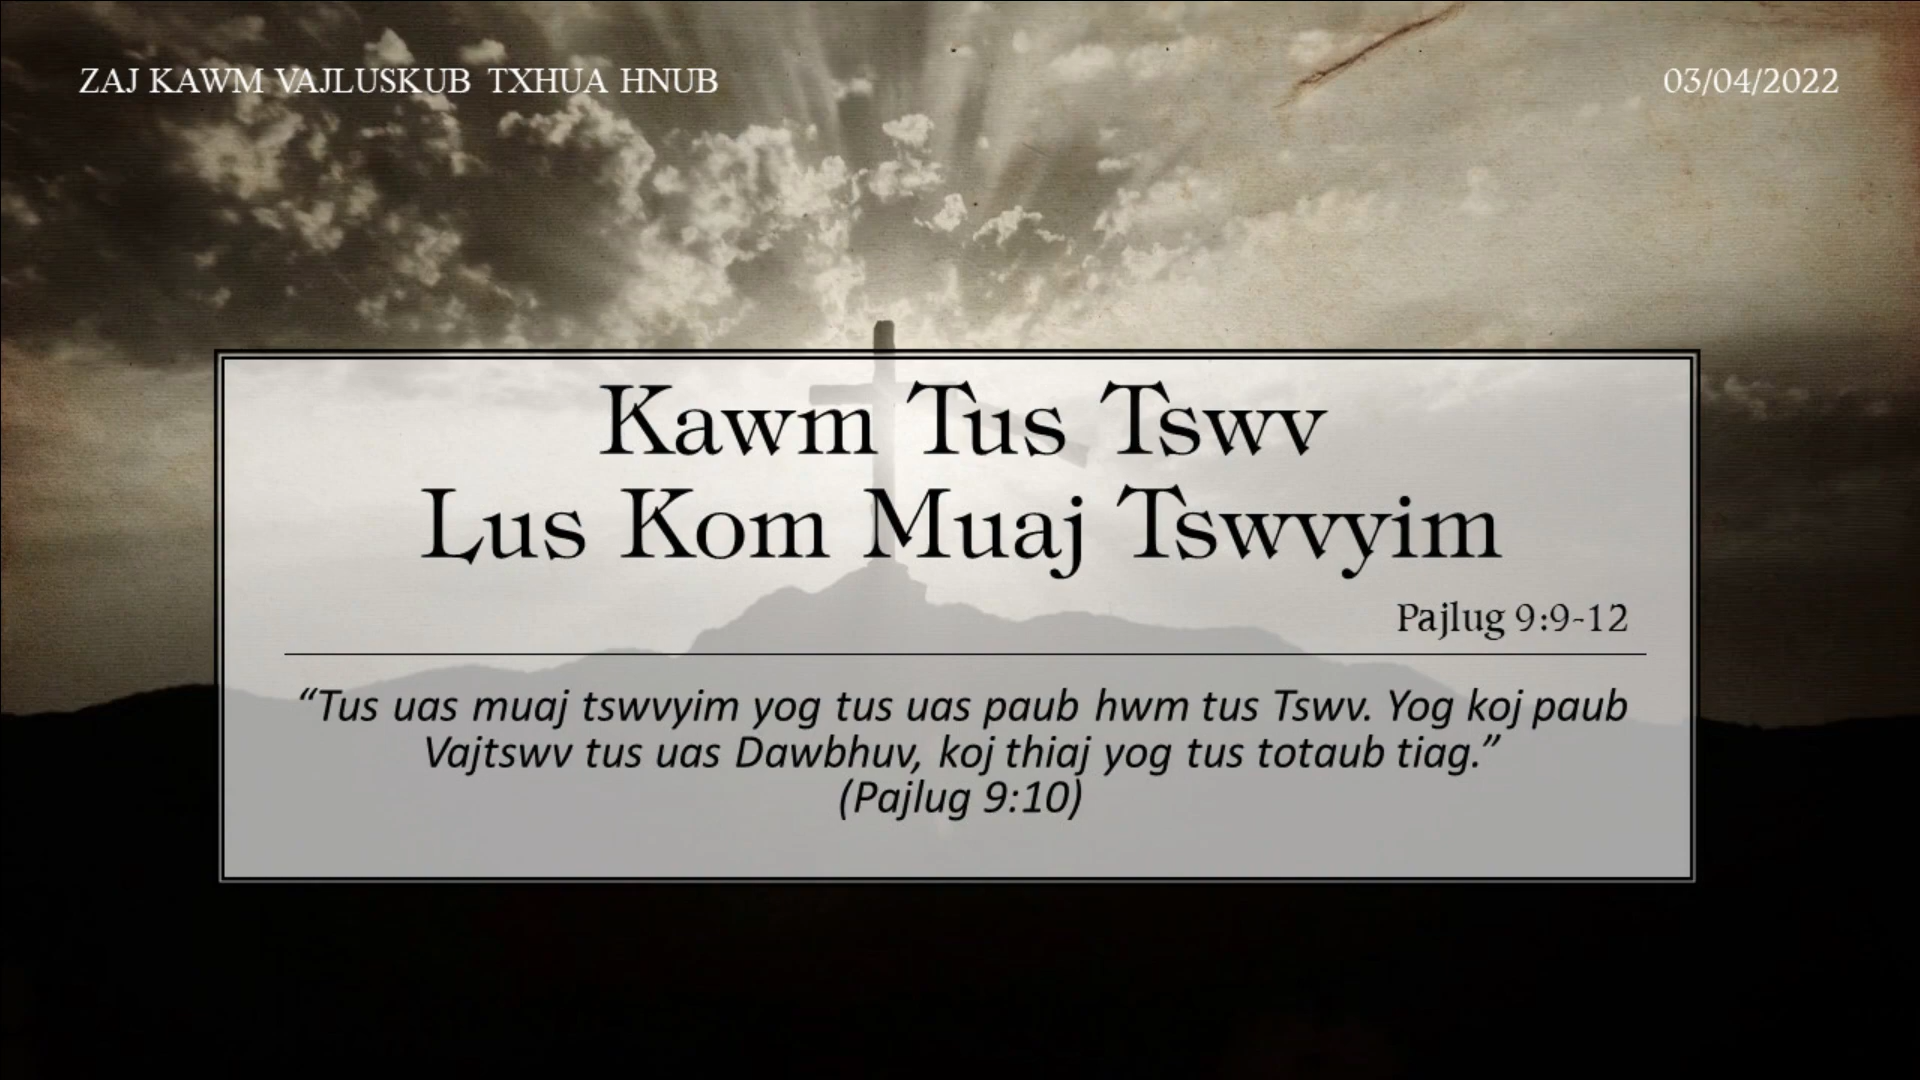 ZAJ KAWM VAJLUSKUB TXHUA HNUB
03/04/2022
Kawm Tus Tswv
Lus Kom Muaj Tswvyim
Pajlug 9:9-12
“Tus uas muaj tswvyim yog tus uas paub hwm tus Tswv. Yog koj paub
Vajtswv tus uas Dawbhuv, koj thiaj yog tus totaub tiag.”
(Pajlug 9:10)